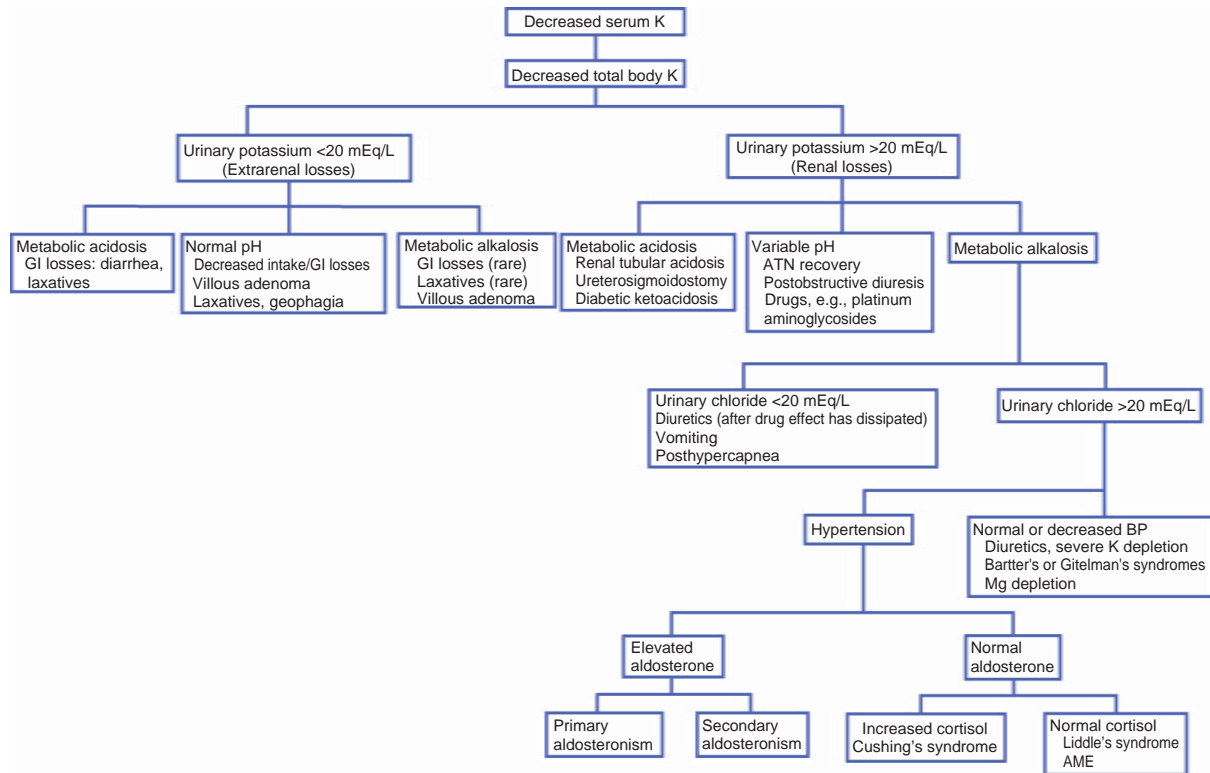 Decreased serum K
Decreased total body K
Urinary potassium <20 mEq/L
(Extrarenal losses)
Urinary potassium >20 mEq/L
(Renal losses)
Metabolic acidosis
GI losses: diarrhea,
laxatives
Normal pH
Decreased intake/GI losses
Villous adenoma
Laxatives, geophagia
Metabolic alkalosis
GI losses (rare)
Laxatives (rare)
Villous adenoma
Metabolic acidosis
Renal tubular acidosis
Ureterosigmoidostomy
Diabetic ketoacidosis
Variable pH
ATN recovery
Postobstructive diuresis
Drugs, e.g., platinum
aminoglycosides
Metabolic alkalosis
Urinary chloride <20 mEq/L
Diuretics (after drug effect has dissipated)
Vomiting
Posthypercapnea
Urinary chloride >20 mEq/L
Hypertension
Normal or decreased BP
Diuretics, severe K depletion
Bartter's or Gitelman's syndromes
Mg depletion
Elevated
aldosterone
Normal
aldosterone
Primary
aldosteronism
Secondary
aldosteronism
Increased cortisol
Cushing's syndrome
Normal cortisol
Liddle's syndrome
AME